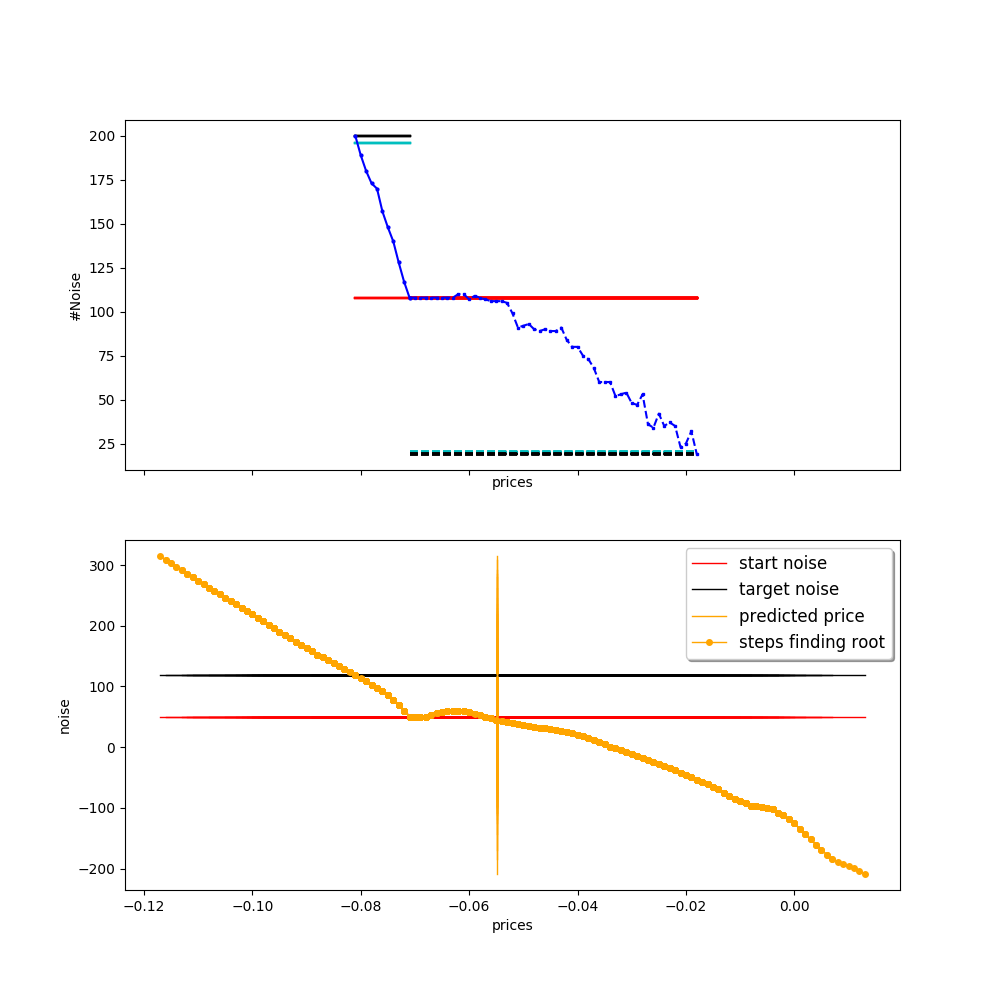 200
175
150
125
100
75
50
25
#Noise
prices
300
200
100
0
−100
−200
noise
start noise
target noise
predicted price
steps finding root
−0.12
−0.10
−0.08
−0.06
−0.04
−0.02
0.00
prices